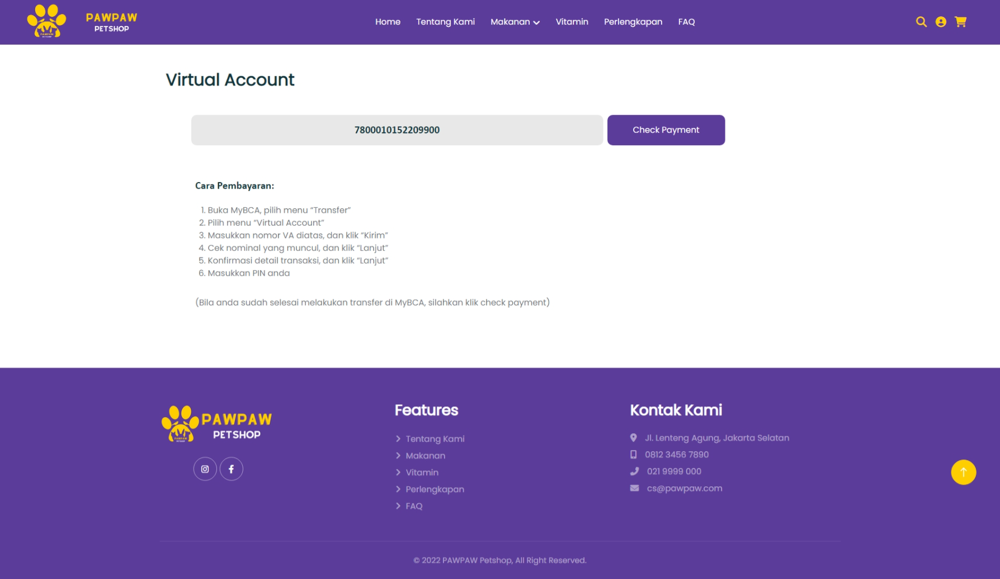 PAWPAW
PETSHOP
Home Tentang Kami Makanan Vitamin Perlengkapan FAQ
Virtual Account
7800010152209900 Check Payment
Cara Pembayaran:
1. Buka MyBCA, pilih menu “Transfer”
2. Pilih menu “Virtual Account”
3. Masukkan nomor VA diatas, dan klik “Kirim”
4. Cek nominal yang muncul, dan klik “Lanjut”
5. Konfirmasi detail transaksi, dan klik “Lanjut”
6. Masukkan PIN anda
(Bila anda sudah selesai melakukan transfer di MyBCA, silahkan klik check payment)
PAWPAW
PETSHOP
Features
Tentang Kami
Makanan
Vitamin
Perlengkapan
FAQ
Kontak Kami
Jl. Lenteng Agung, Jakarta Selatan
0812 3456 7890
021 9999 000
cs@pawpaw.com
© 2022 PAWPAW Petshop, All Right Reserved.